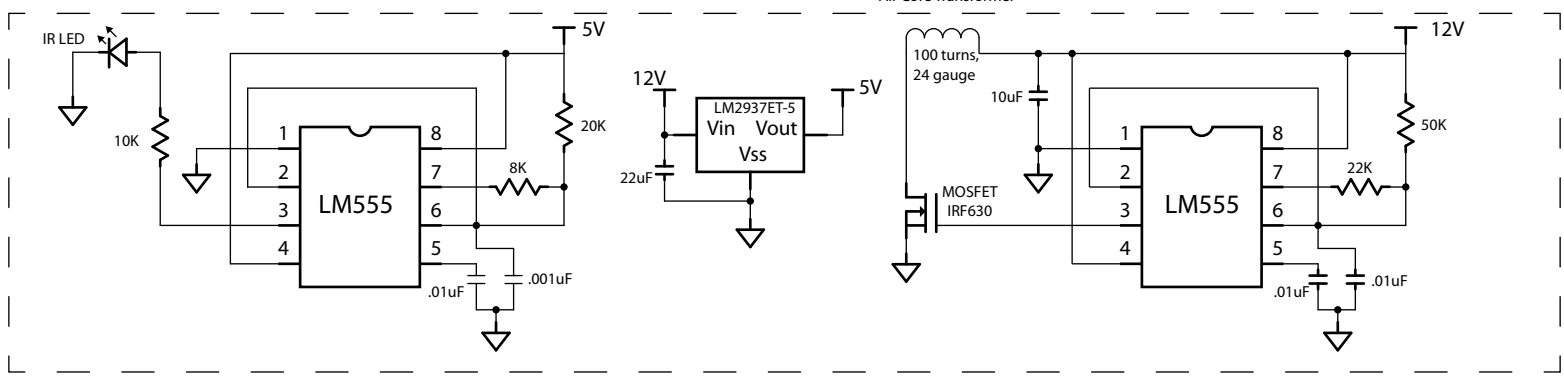 IR LED
10K
1
2
3
4
LM555
8
7
6
5
5V
20K
8K
.01uF
.001uF
12V
22uF
LM2937ET-5
Vin Vout
Vss
5V
100 turns,
24 gauge
10uF
MOSFET
IRF630
1
2
3
4
LM555
8
7
6
5
12V
50K
22K
.01uF
.01uF